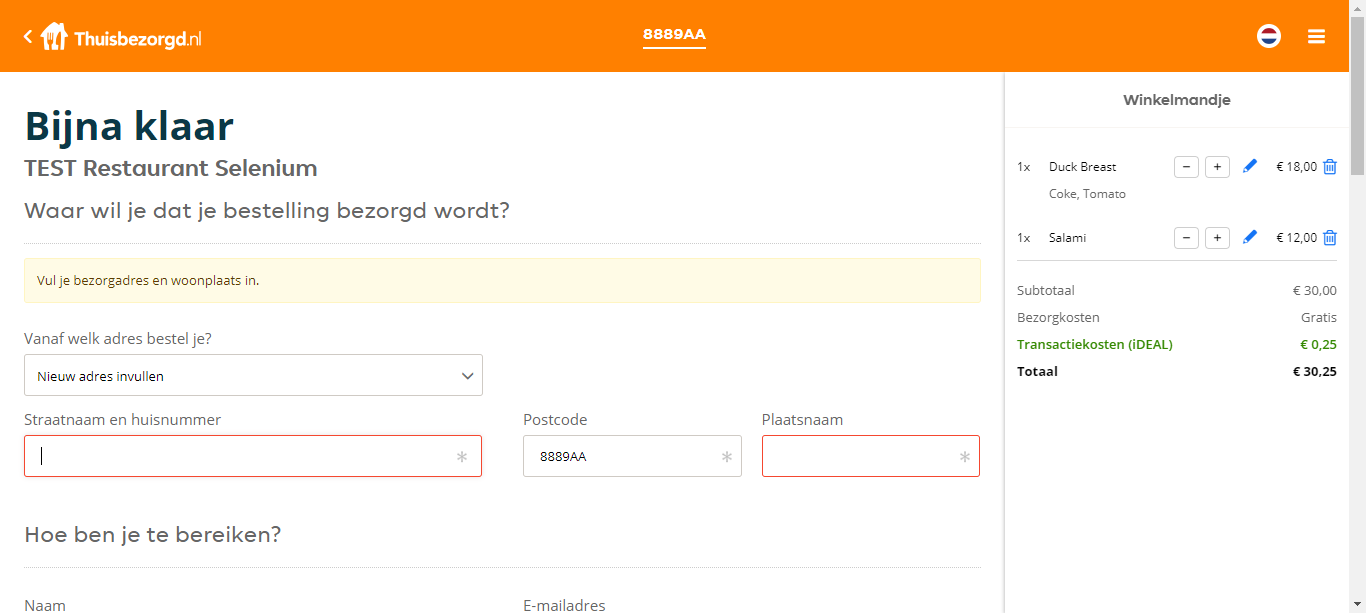 Thuisbezorgd.nl
8889AA
Bijna klaar
TEST Restaurant Selenium
Waar wil je dat je bestelling bezorgd wordt?
Vul je bezorgadres en woonplaats in.
Vanaf welk adres bestel je?
Nieuw adres invullen
Straatnaam en huisnummer
Postcode
Plaatsnaam
*
8889AA *
*
Hoe ben je te bereiken?
Naam
E-mailadres
Winkelmandje
1x Duck Breast − + € 18,00
Coke, Tomato
1x Salami − + € 12,00
Subtotaal € 30,00
Bezorgkosten Gratis
Transactiekosten (iDEAL) € 0,25
Totaal € 30,25